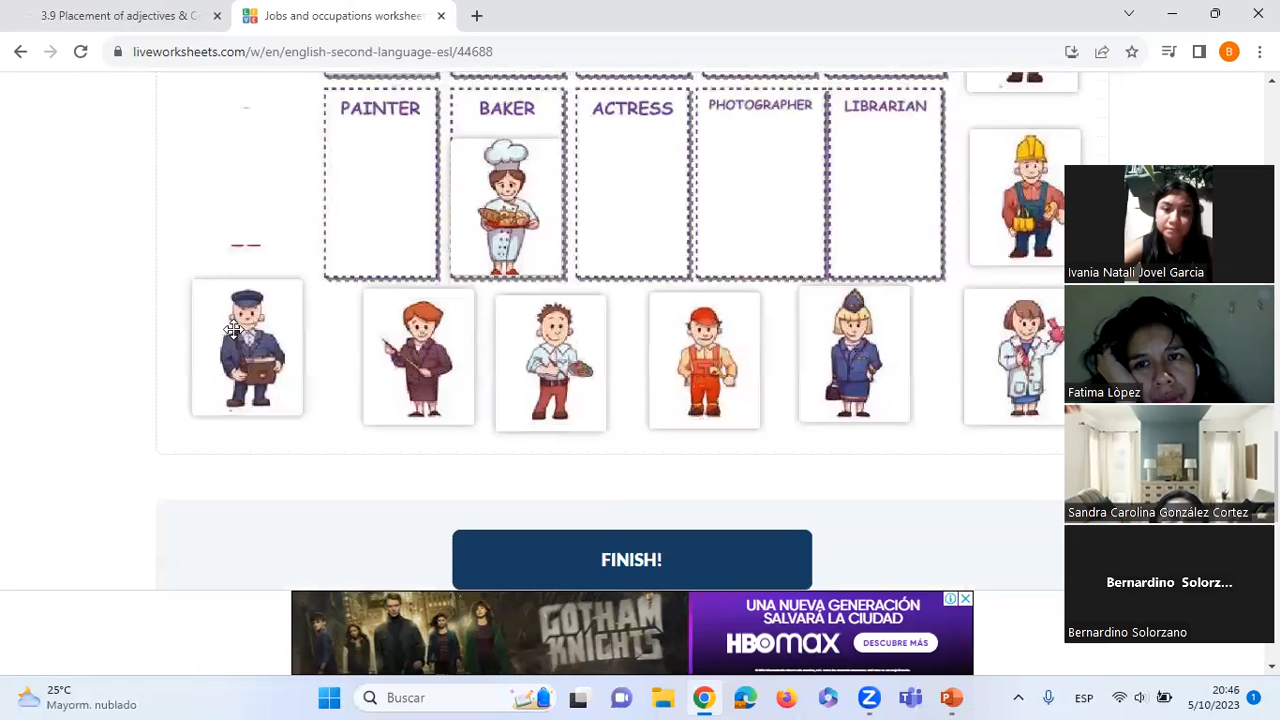 3.9 Placement of adjectives & C
Jobs and occupations workshee
liveworksheets.com/w/en/english-second-language-esl/44688
B
PAINTER
BAKER
ACTRESS
PHOTOGRAPHER
LIBRARIAN
FINISH!
GOTHAM
KNIGHTS
UNA NUEVA GENERACIÓN
SALVARÁ LA CIUDAD
HBOMAX
DESCUBRE MÁS
Ivania Natali Jovel Garcia
Fatima Lòpez
Sandra Carolina González Cortez
Bernardino Solorz...
Bernardino Solorzano
25°C
Mayorm. nublado
Buscar
ESP
20:46
5/10/2023
1